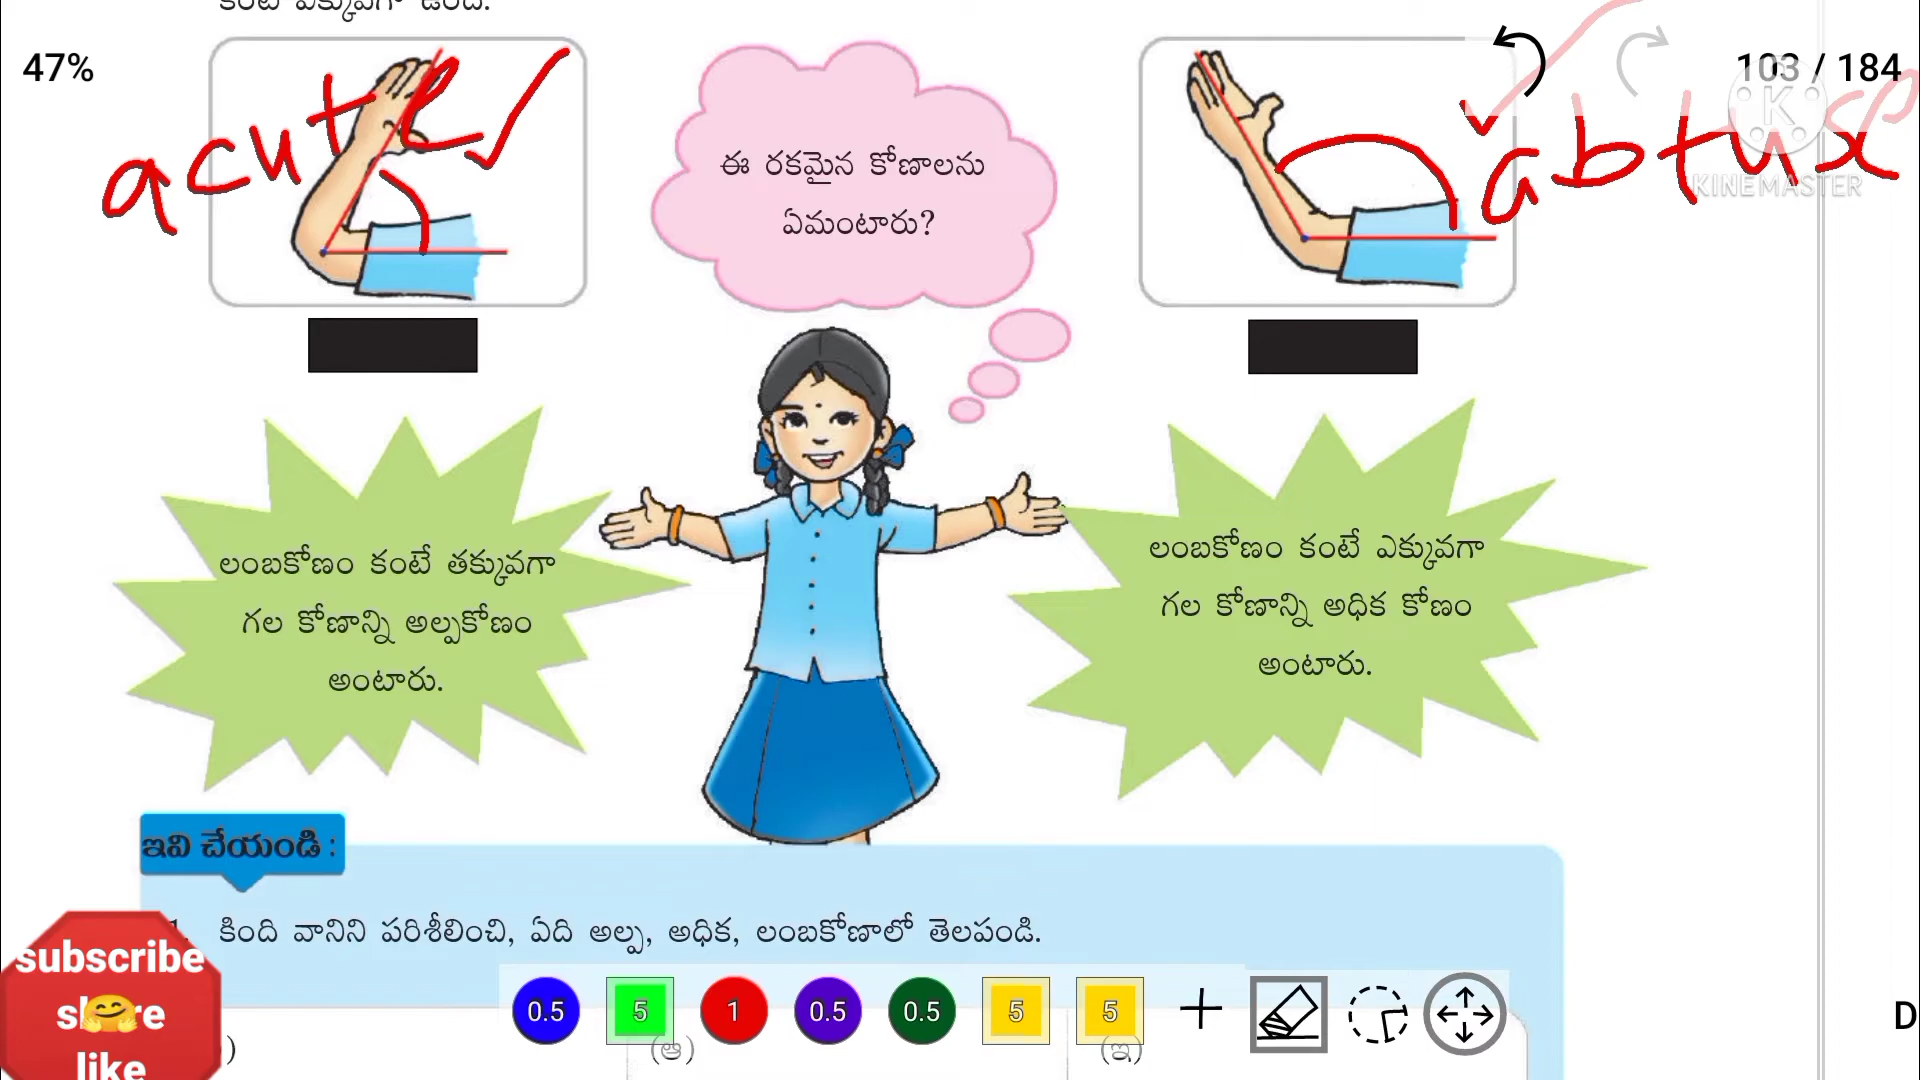 47%
103 / 184
acute
abtus
KINEMASTER
ఈ రకమైన కోణాలను
ఏమంటారు?
లంబకోణం కంటే తక్కువగా
గల కోణాన్ని అల్పకోణం
అంటారు.
లంబకోణం కంటే ఎక్కువగా
గల కోణాన్ని అధిక కోణం
అంటారు.
ఇవి చేయండి :
1. కింది వానిని పరిశీలించి, ఏది అల్ప, అధిక, లంబకోణాలో తెలపండి.
subscribe
like
0.5 5 1 0.5 0.5 5 5
(ఆ) (ఇ)
D